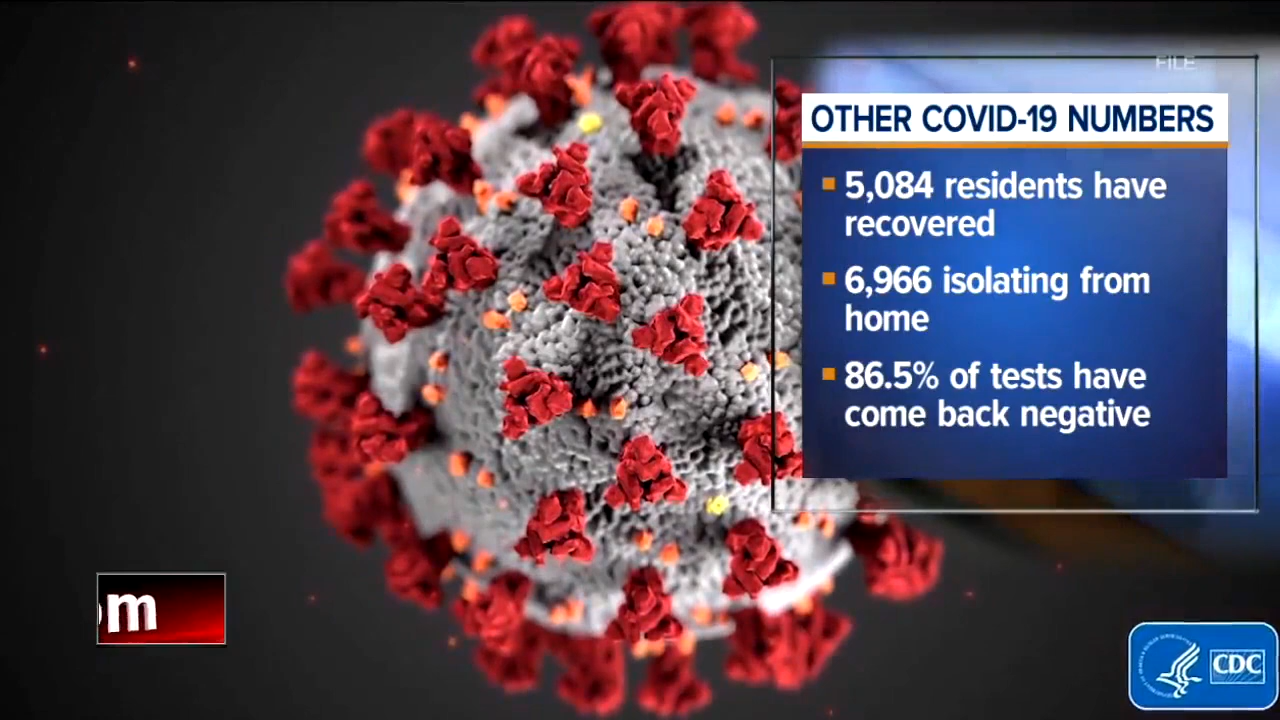 FILE
OTHER COVID-19 NUMBERS
▪ 5,084 residents have
recovered
▪ 6,966 isolating from
home
▪ 86.5% of tests have
come back negative
m
CDC